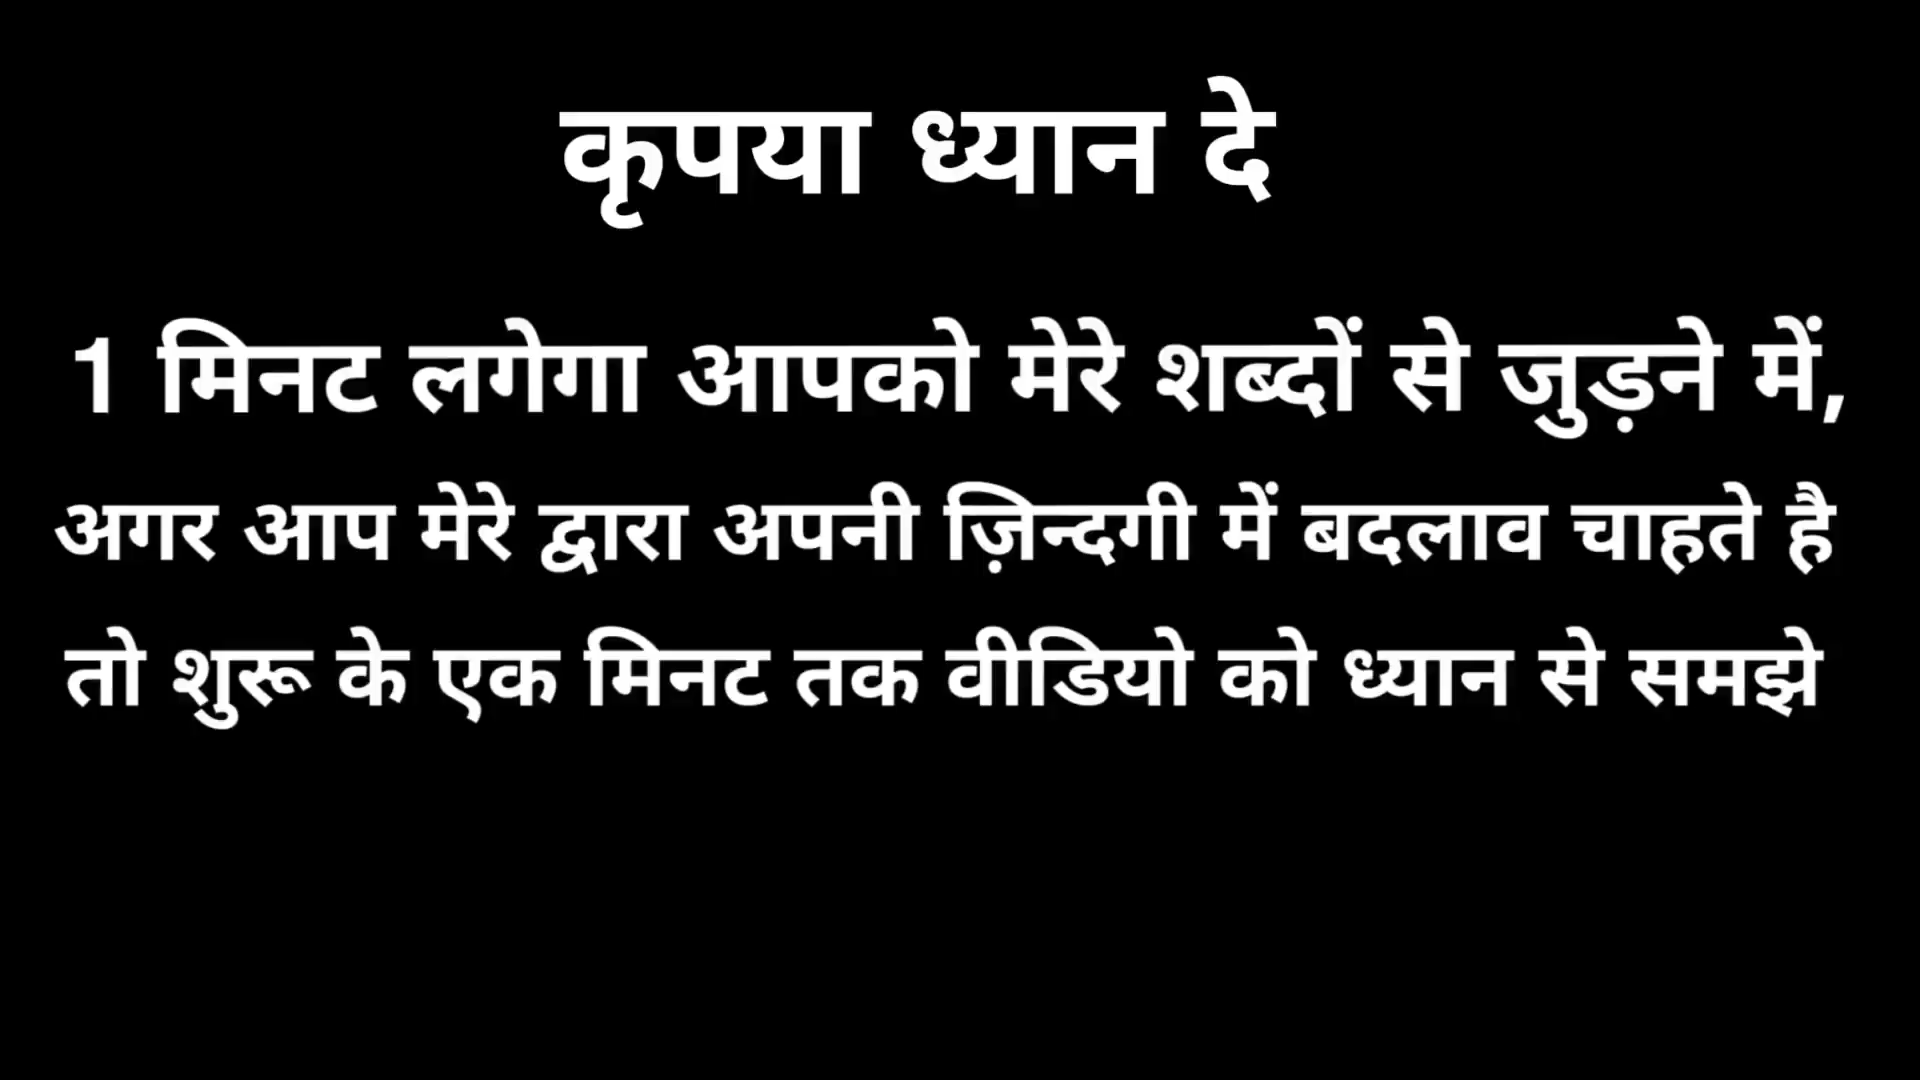 कृपया ध्यान दे
1 मिनट लगेगा आपको मेरे शब्दों से जुड़ने में,
अगर आप मेरे द्वारा अपनी ज़िन्दगी में बदलाव चाहते है
तो शुरू के एक मिनट तक वीडियो को ध्यान से समझे